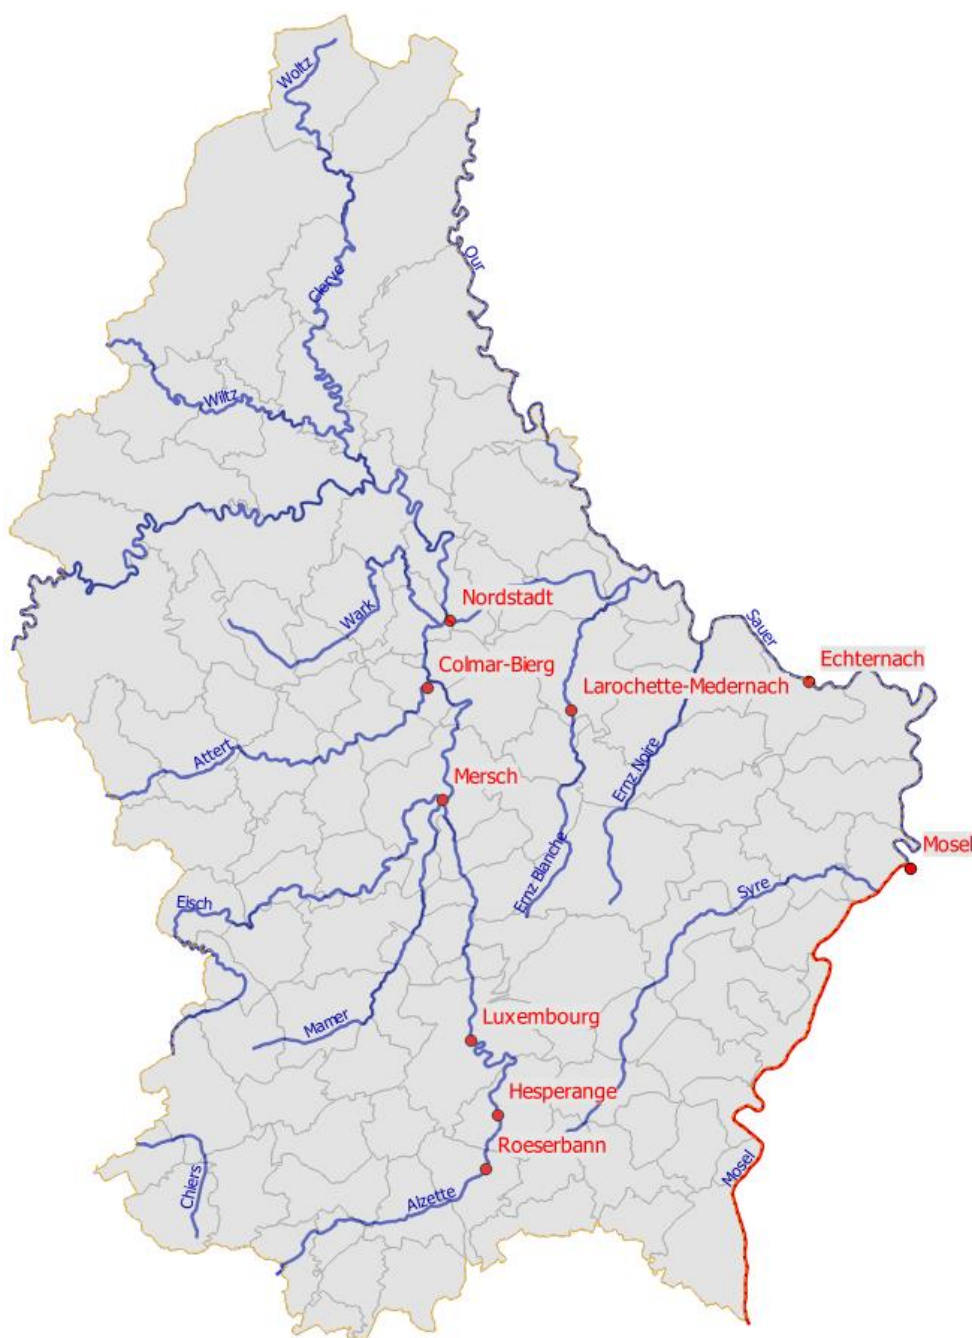 Woltz
Our
Clerve
Wiltz
Nordstadt
Wark
Sauer
Echternach
Colmar-Bierg
Larochette-Medernach
Attert
Ernz Noire
Mersch
Mosel
Ernz Blanche
Syre
Eisch
Luxembourg
Mamer
Hesperange
Roeserbann
Mosel
Chiers
Alzette